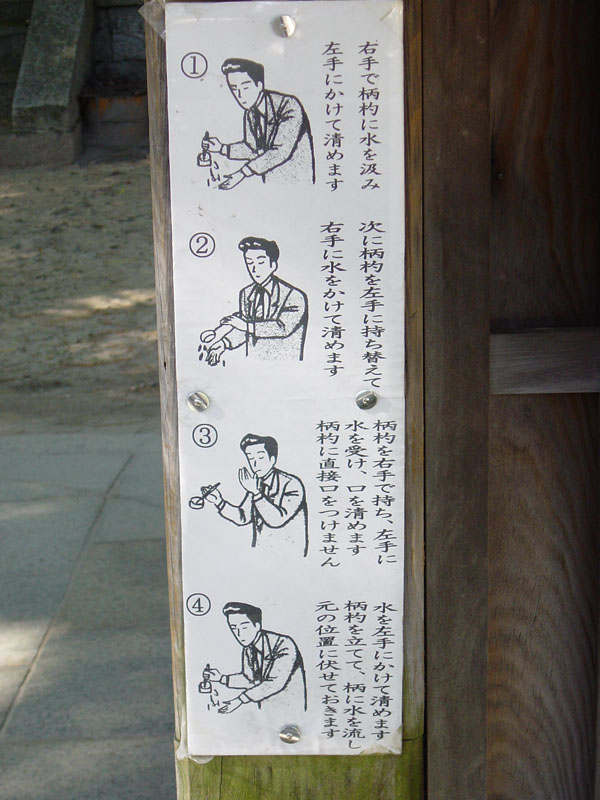 ①
右手で柄杓に水を汲み
左手にかけて清めます
②
次に柄杓を左手に持ち替えて
右手に水をかけて清めます
③
柄杓を右手で持ち、左手に
水を受け、口を清めます
柄杓に直接口をつけません
④
水を左手にかけて清めます
柄杓を立てて、柄に水を流し
元の位置に伏せておきます